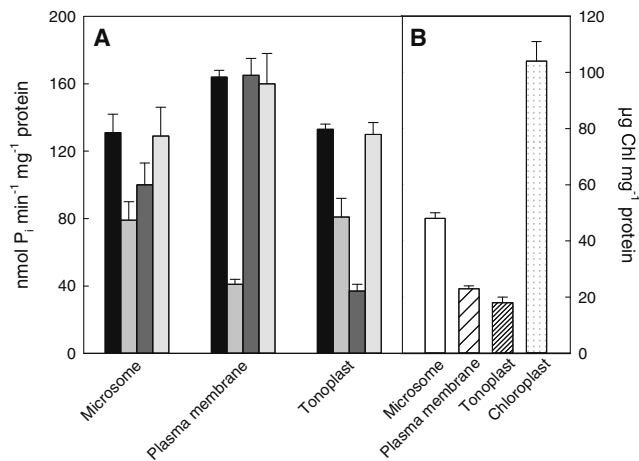 A
B
200
160
120
80
40
0
nmol Pi min-1 mg-1 protein
Microsome
Plasma membrane
Tonoplast
120
100
80
60
40
20
0
µg Chl mg-1 protein
Microsome
Plasma membrane
Tonoplast
Chloroplast